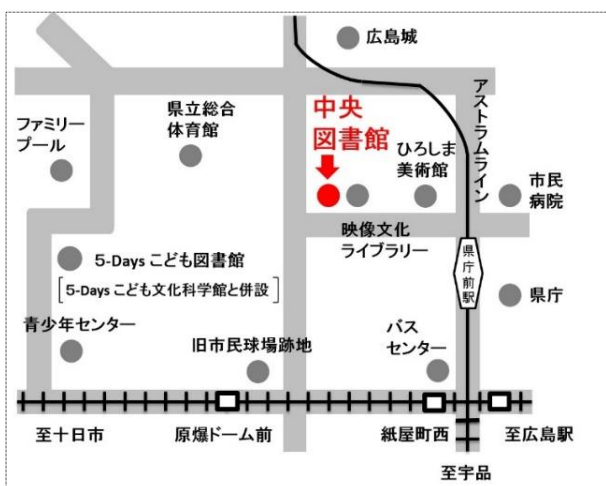 広島城
アストラムライン
中央
図書館
県立総合
体育館
ファミリー
プール
ひろしま
美術館
市民
病院
映像文化
ライブラリー
5-Days こども図書館
[5-Days こども文化科学館と併設]
県庁前駅
県庁
青少年センター
旧市民球場跡地
バス
センター
至十日市
原爆ドーム前
紙屋町西
至広島駅
至宇品